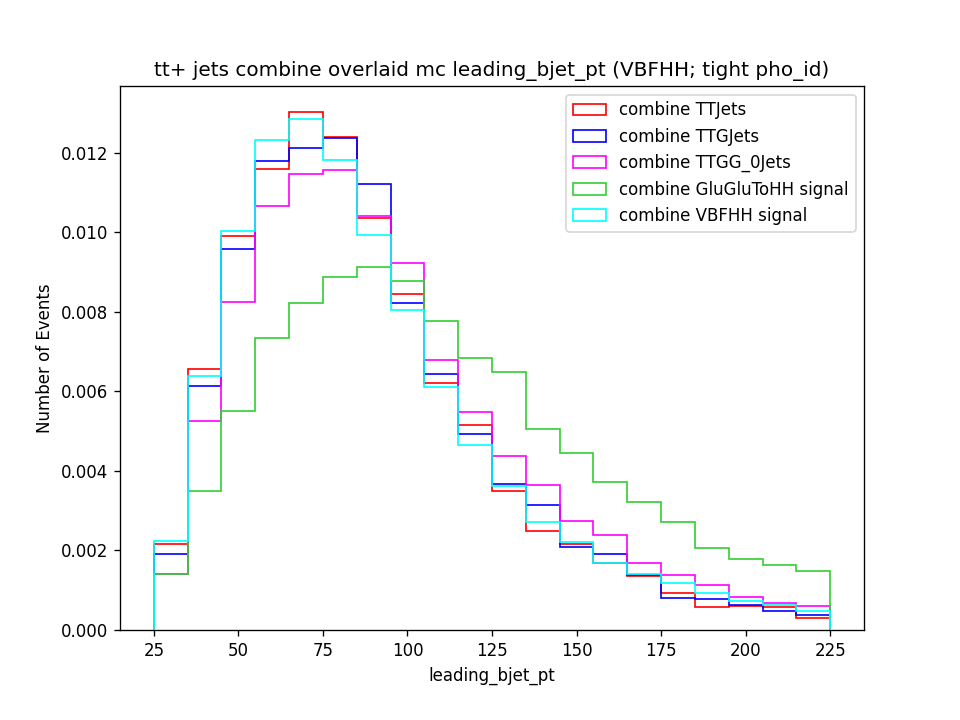 tt+ jets combine overlaid mc leading_bjet_pt (VBFHH; tight pho_id)
combine TTJets
combine TTGJets
combine TTGG_0Jets
combine GluGluToHH signal
combine VBFHH signal
Number of Events
0.012
0.010
0.008
0.006
0.004
0.002
0.000
25 50 75 100 125 150 175 200 225
leading_bjet_pt